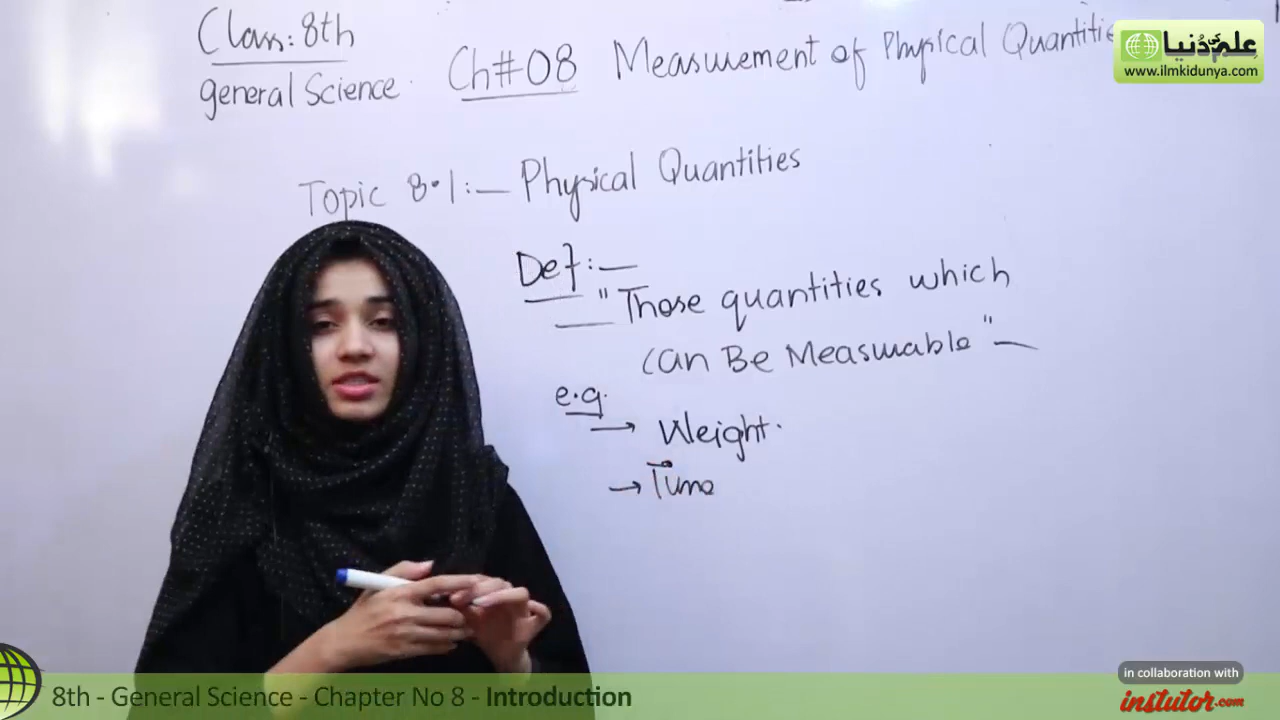 Class: 8th
general Science.
Ch#08 Measurement of Physical Quantitie
علم کی دُنیا
www.ilmkidunya.com
Topic 8.1:— Physical Quantities
Def:—
"Those quantities which
Can Be Measurable"—
e.g.
→ Weight.
→ Time
8th - General Science - Chapter No 8 - Introduction
in collaboration with
instutor.com